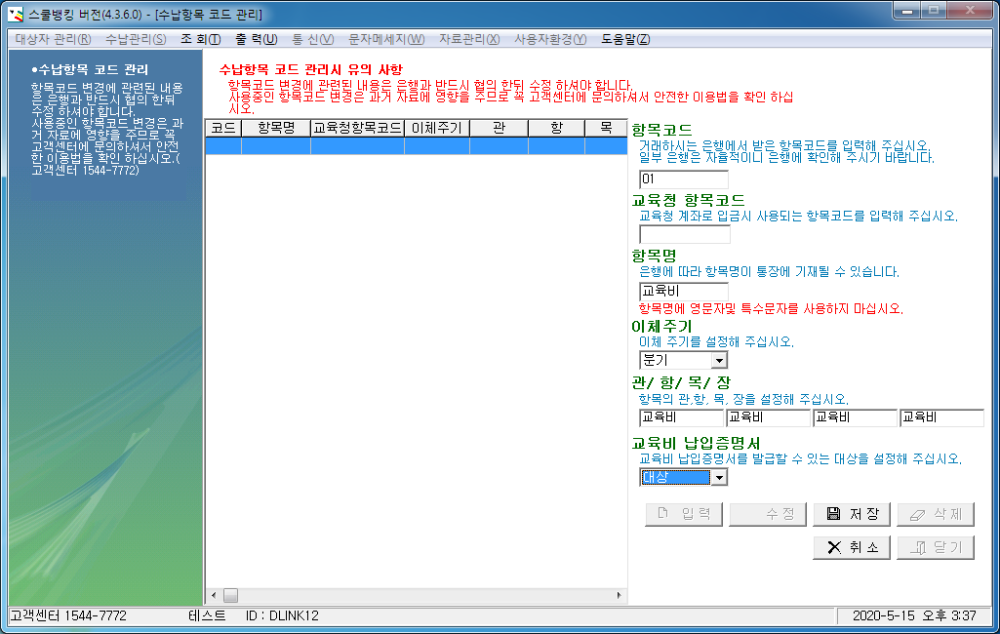 스쿨뱅킹 버전(4.3.6.0) - [수납항목 코드 관리]
대상자 관리(R) 수납관리(S) 조 회(T) 출 력(U) 통 신(V) 문자메세지(W) 자료관리(X) 사용자환경(Y) 도움말(Z)
•수납항목 코드 관리
항목코드 변경에 관련된 내용
은 은행과 반드시 협의 한뒤
수정 하셔야 합니다.
사용중인 항목코드 변경은 과
거 자료에 영향을 주므로 꼭
고객센터에 문의하셔서 안전
한 이용법을 확인 하십시오.(
고객센터 1544-7772)
수납항목 코드 관리시 유의 사항
항목코드 변경에 관련된 내용은 은행과 반드시 협의 한뒤 수정 하셔야 합니다.
사용중인 항목코드 변경은 과거 자료에 영향을 주므로 꼭 고객센터에 문의하셔서 안전한 이용법을 확인 하십
시오.
코드 항목명 교육청항목코드 이체주기 관 항 목
항목코드
거래하시는 은행에서 받은 항목코드를 입력해 주십시오.
일부 은행은 자율적이니 은행에 확인해 주시기 바랍니다.
01
교육청 항목코드
교육청 계좌로 입금시 사용되는 항목코드를 입력해 주십시오.
항목명
은행에 따라 항목명이 통장에 기재될 수 있습니다.
교육비
항목명에 영문자및 특수문자를 사용하지 마십시오.
이체주기
이체 주기를 설정해 주십시오.
분기
관/ 항/ 목/ 장
항목의 관,항, 목, 장을 설정해 주십시오.
교육비 교육비 교육비 교육비
교육비 납입증명서
교육비 납입증명서를 발급할 수 있는 대상을 설정해 주십시오.
대상
입 력 수 정 저 장 삭 제
취 소 닫 기
고객센터 1544-7772 테스트 ID : DLINK12 2020-5-15 오후 3:37